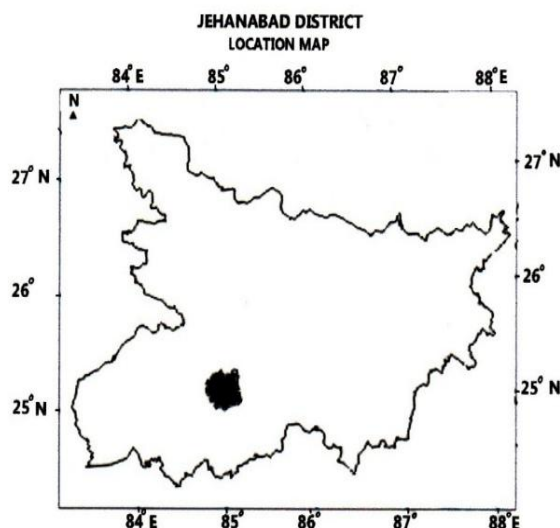 JEHANABAD DISTRICT
LOCATION MAP
84° E 85° 86° 87° 88° E
N
27° N
27° N
26°
26° N
25° N
25° N
84° E 85° E 86° E 87° E 88° E